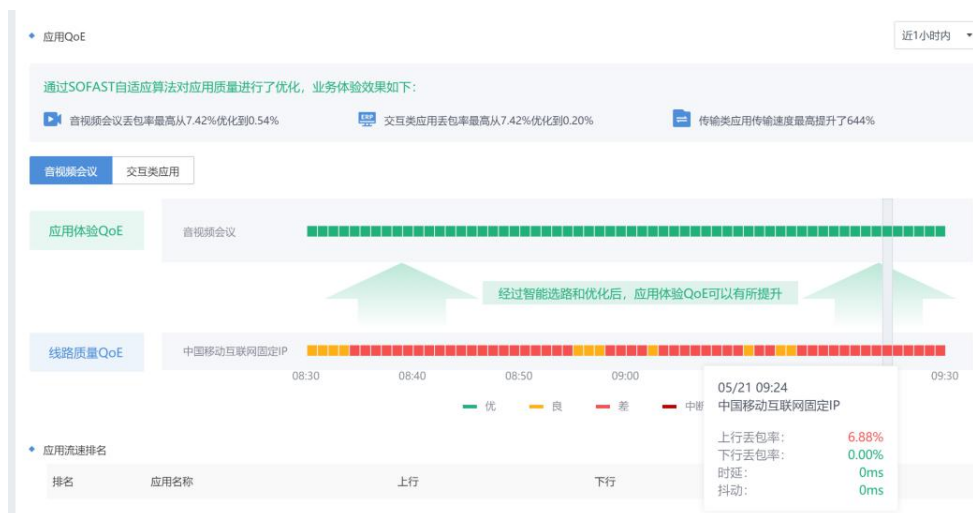 应用QoE
近1小时内
通过SOFAST自适应算法对应用质量进行了优化，业务体验效果如下：
音视频会议丢包率最高从7.42%优化到0.54%
ERP
交互类应用丢包率最高从7.42%优化到0.20%
传输类应用传输速度最高提升了644%
音视频会议 交互类应用
应用体验QoE
音视频会议
经过智能选路和优化后，应用体验QoE可以有所提升
线路质量QoE
中国移动互联网固定IP
08:30 08:40 08:50 09:00 09:30
优 良 差 中断
05/21 09:24
中国移动互联网固定IP
上行丢包率： 6.88%
下行丢包率： 0.00%
时延： 0ms
抖动： 0ms
应用流速排名
排名 应用名称 上行 下行